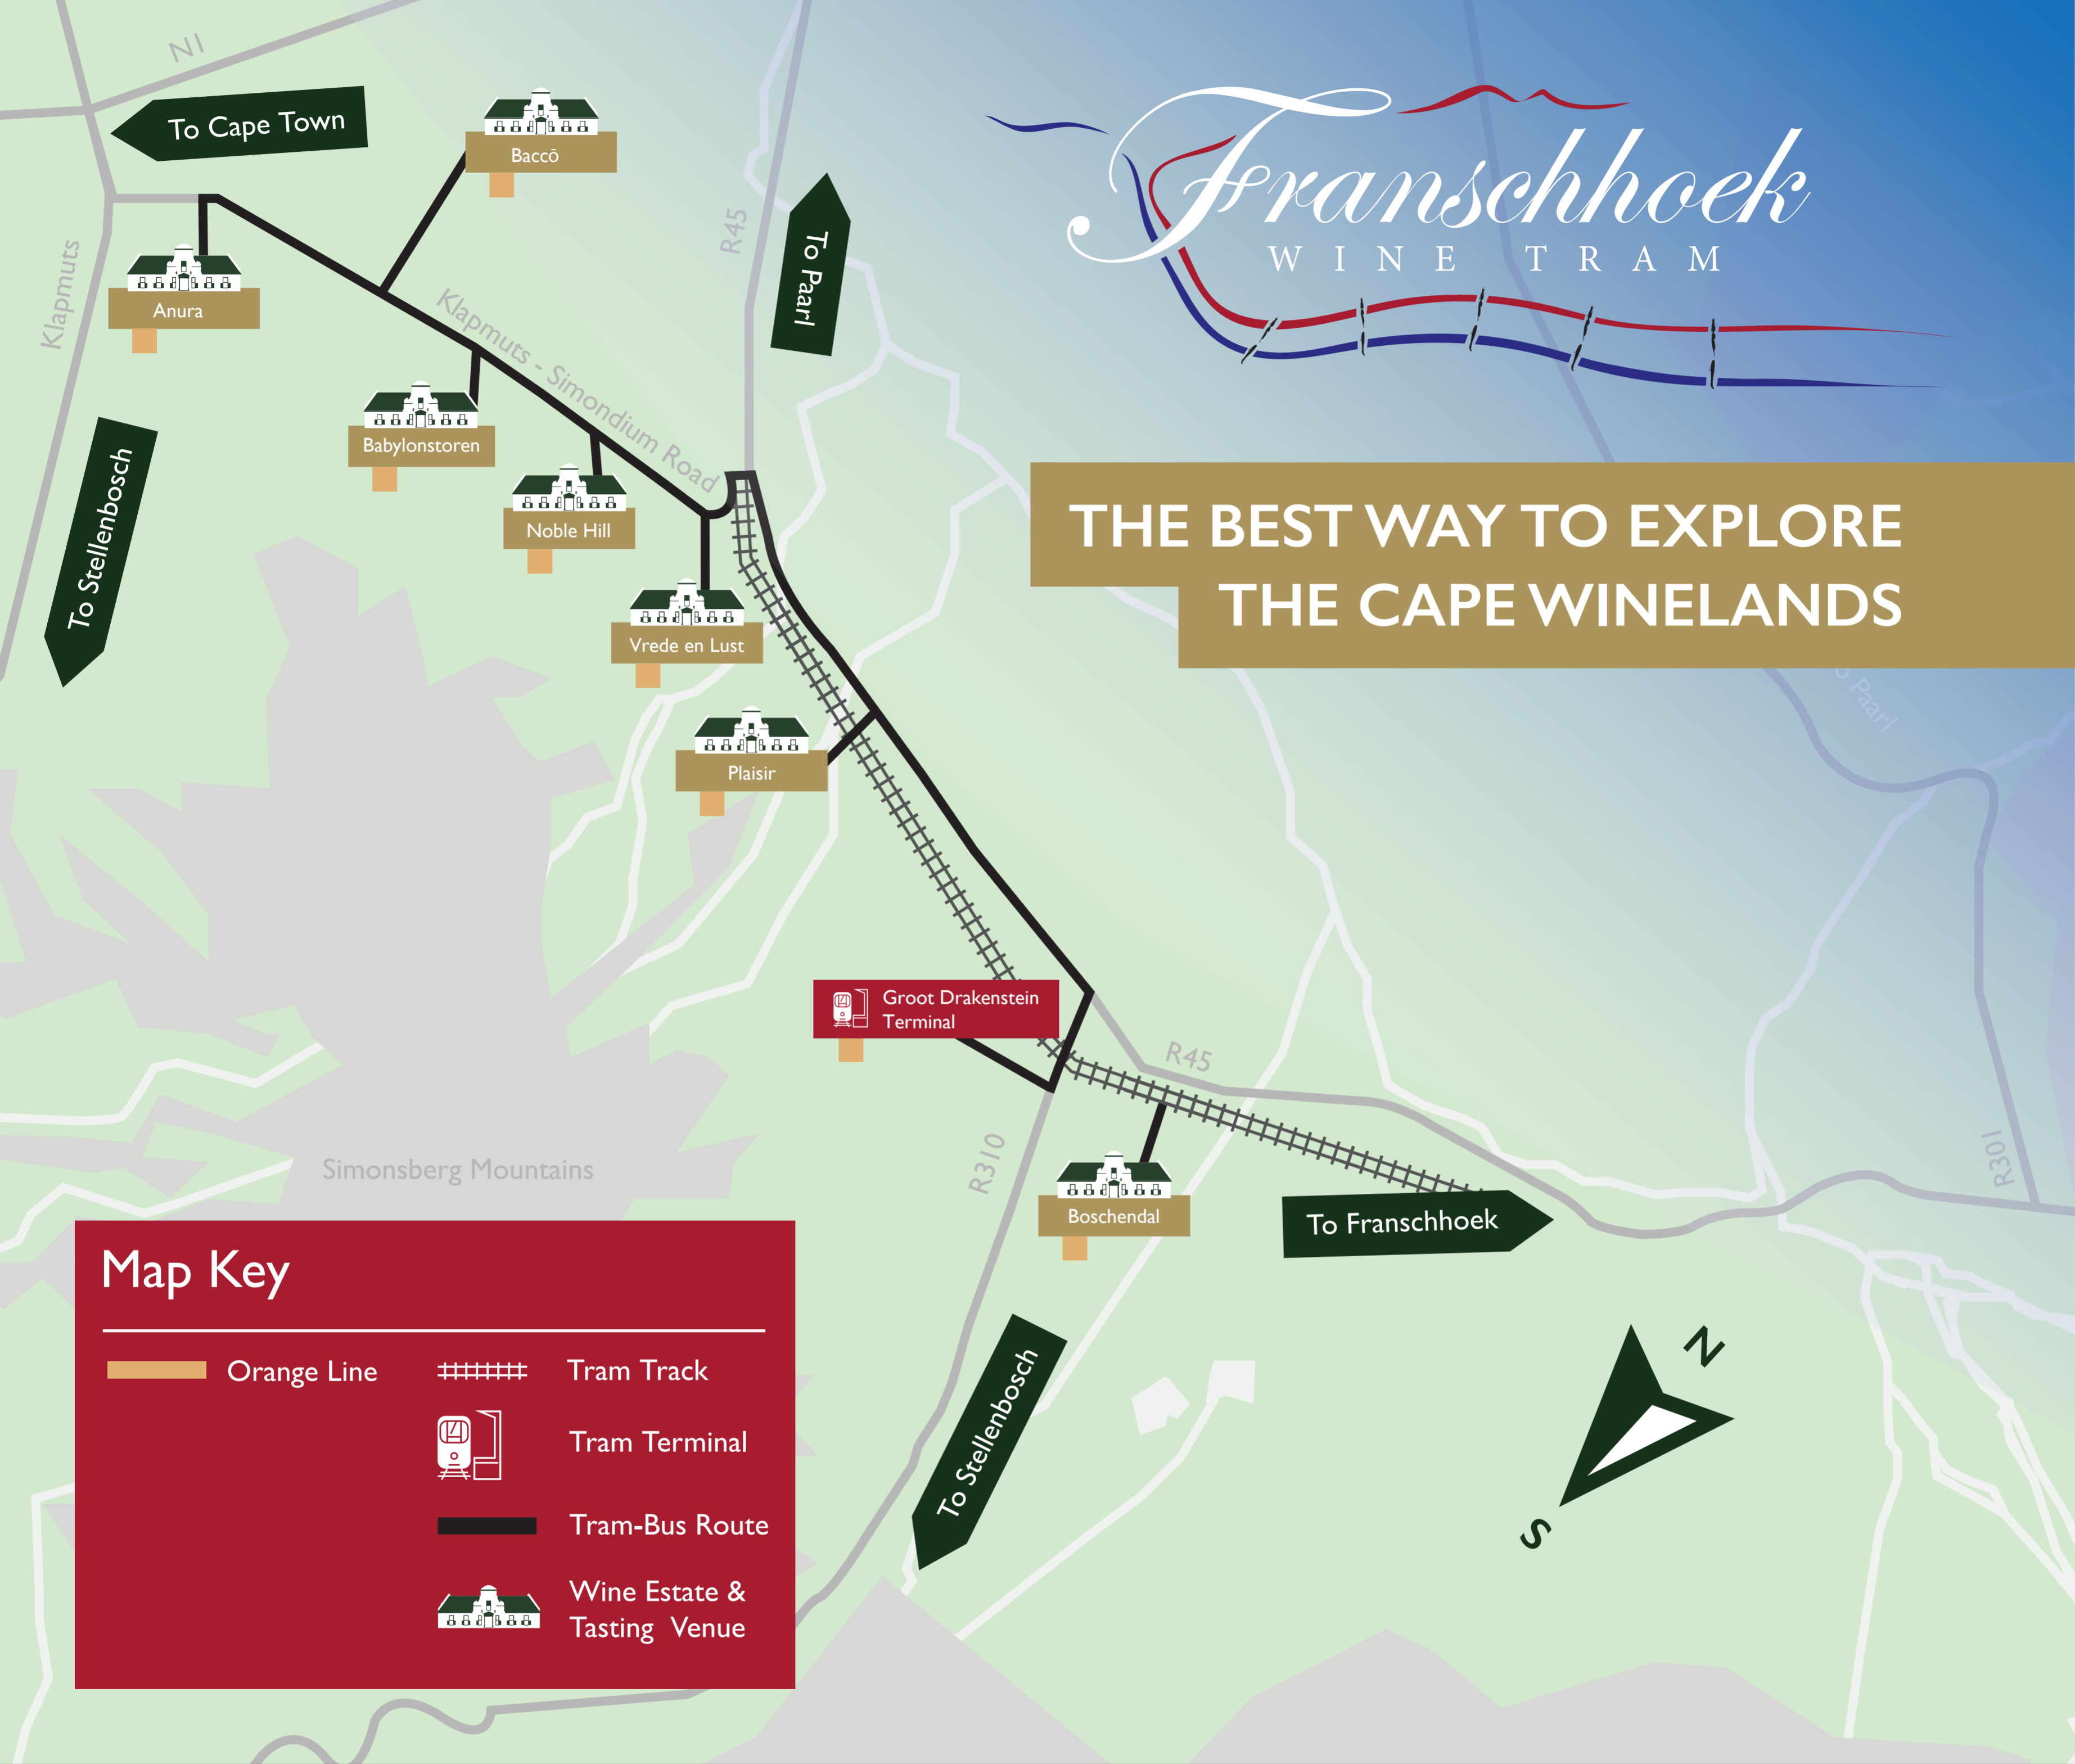 N1
To Cape Town
Baccō
Franschhoek
WINE TRAM
R45
To Paarl
Anura
Klapmuts
Klapmuts - Simondium Road
Babylonstoren
To Stellenbosch
Noble Hill
THE BEST WAY TO EXPLORE
THE CAPE WINELANDS
Vrede en Lust
o Paarl
Plaisir
Groot Drakenstein
Terminal
R45
R310
R301
Simonsberg Mountains
Boschendal
To Franschhoek
To Stellenbosch
N
S
Map Key
Orange Line
Tram Track
Tram Terminal
Tram-Bus Route
Wine Estate &
Tasting Venue